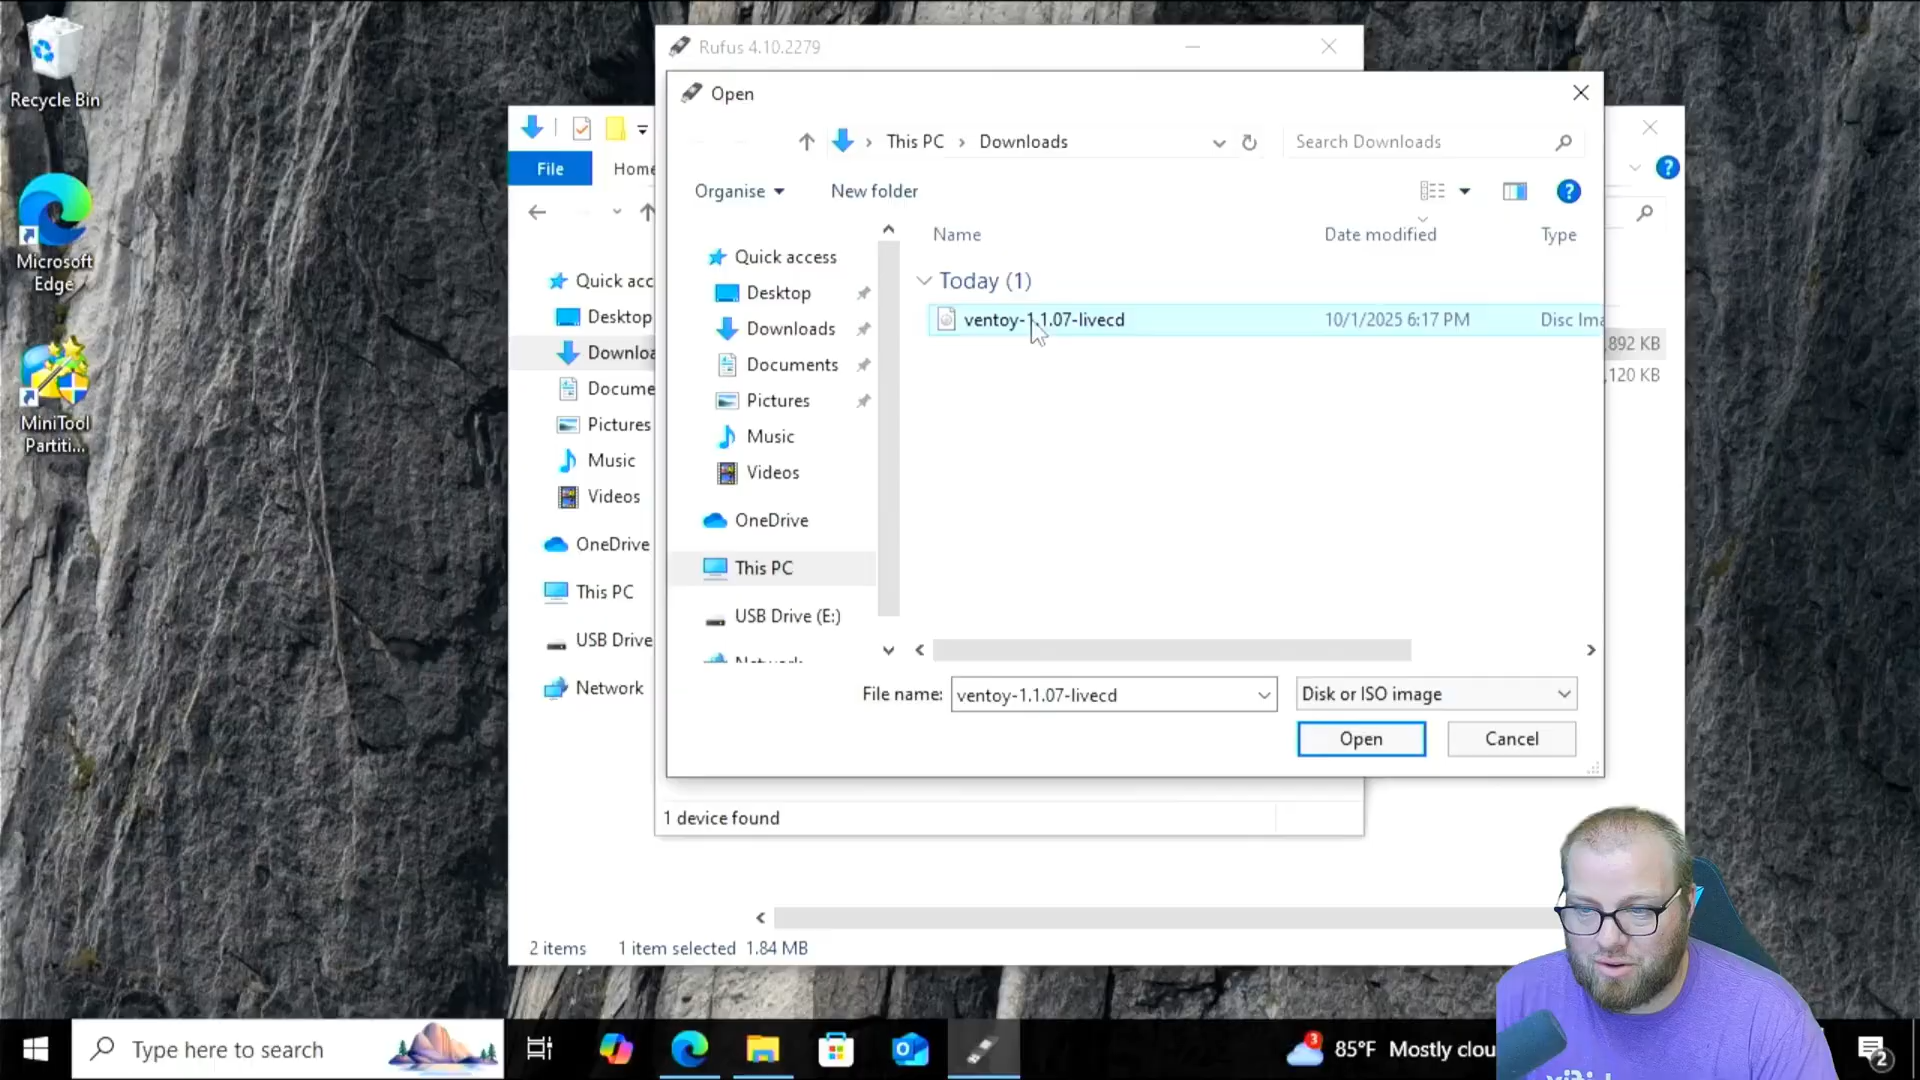 Recycle Bin
Microsoft
Edge
MiniTool
Partiti...
Rufus 4.10.2279
Open
This PC
Downloads
Search Downloads
Organise
New folder
File
Home
Name
Date modified
Type
Quick access
Desktop
Downloads
Documents
Pictures
Music
Videos
OneDrive
This PC
USB Drive (E:)
Today (1)
ventoy-1.1.07-livecd
10/1/2025 6:17 PM
Disc Ima
File name:
ventoy-1.1.07-livecd
Disk or ISO image
Open
Cancel
Quick acc
Desktop
Downloa
Docume
Pictures
Music
Videos
OneDrive
This PC
USB Drive
Network
,892 KB
,120 KB
1 device found
2 items
1 item selected 1.84 MB
Type here to search
3
85°F Mostly clou
2